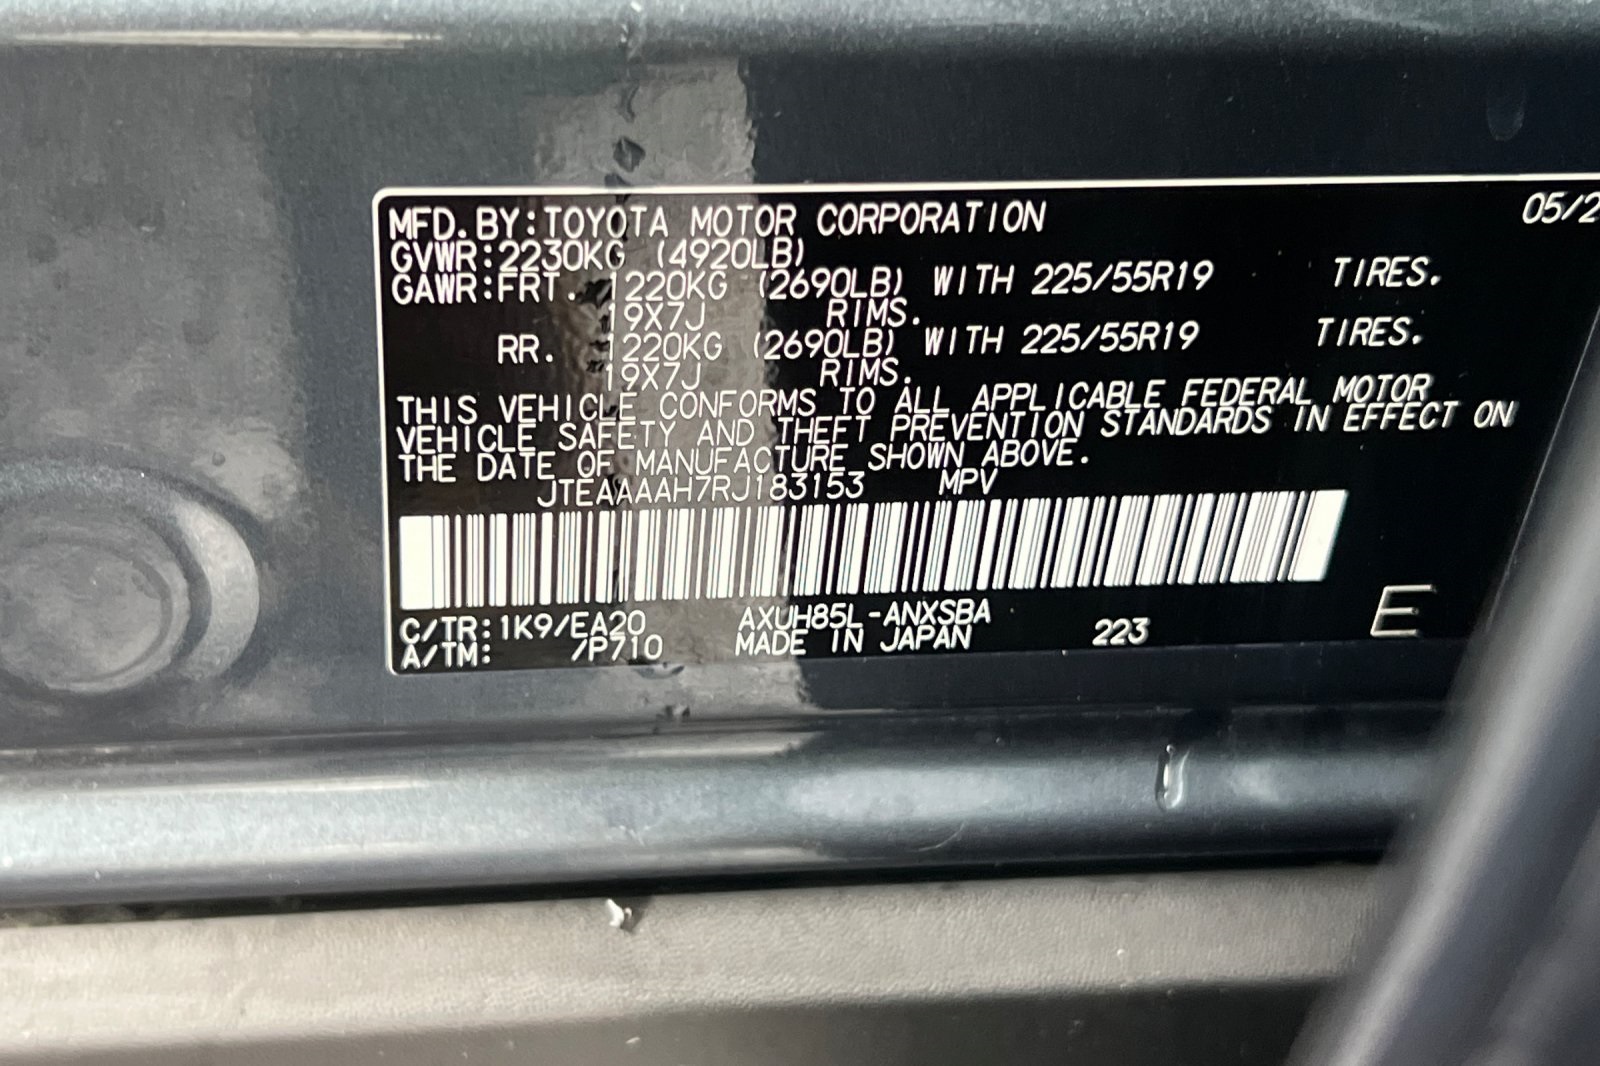 MFD. BY: TOYOTA MOTOR CORPORATION 05/2
GVWR: 2230KG (4920LB)
GAWR: FRT. 1220KG (2690LB) WITH 225/55R19 TIRES.
19X7J RIMS.
RR. 1220KG (2690LB) WITH 225/55R19 TIRES.
19X7J RIMS.
THIS VEHICLE CONFORMS TO ALL APPLICABLE FEDERAL MOTOR
VEHICLE SAFETY AND THEFT PREVENTION STANDARDS IN EFFECT ON
THE DATE OF MANUFACTURE SHOWN ABOVE.
JTEAAAAH7RJ183153 MPV
C/TR: 1K9/EA20 AXUH85L-ANXSBA
A/TM: /P710 MADE IN JAPAN 223 E